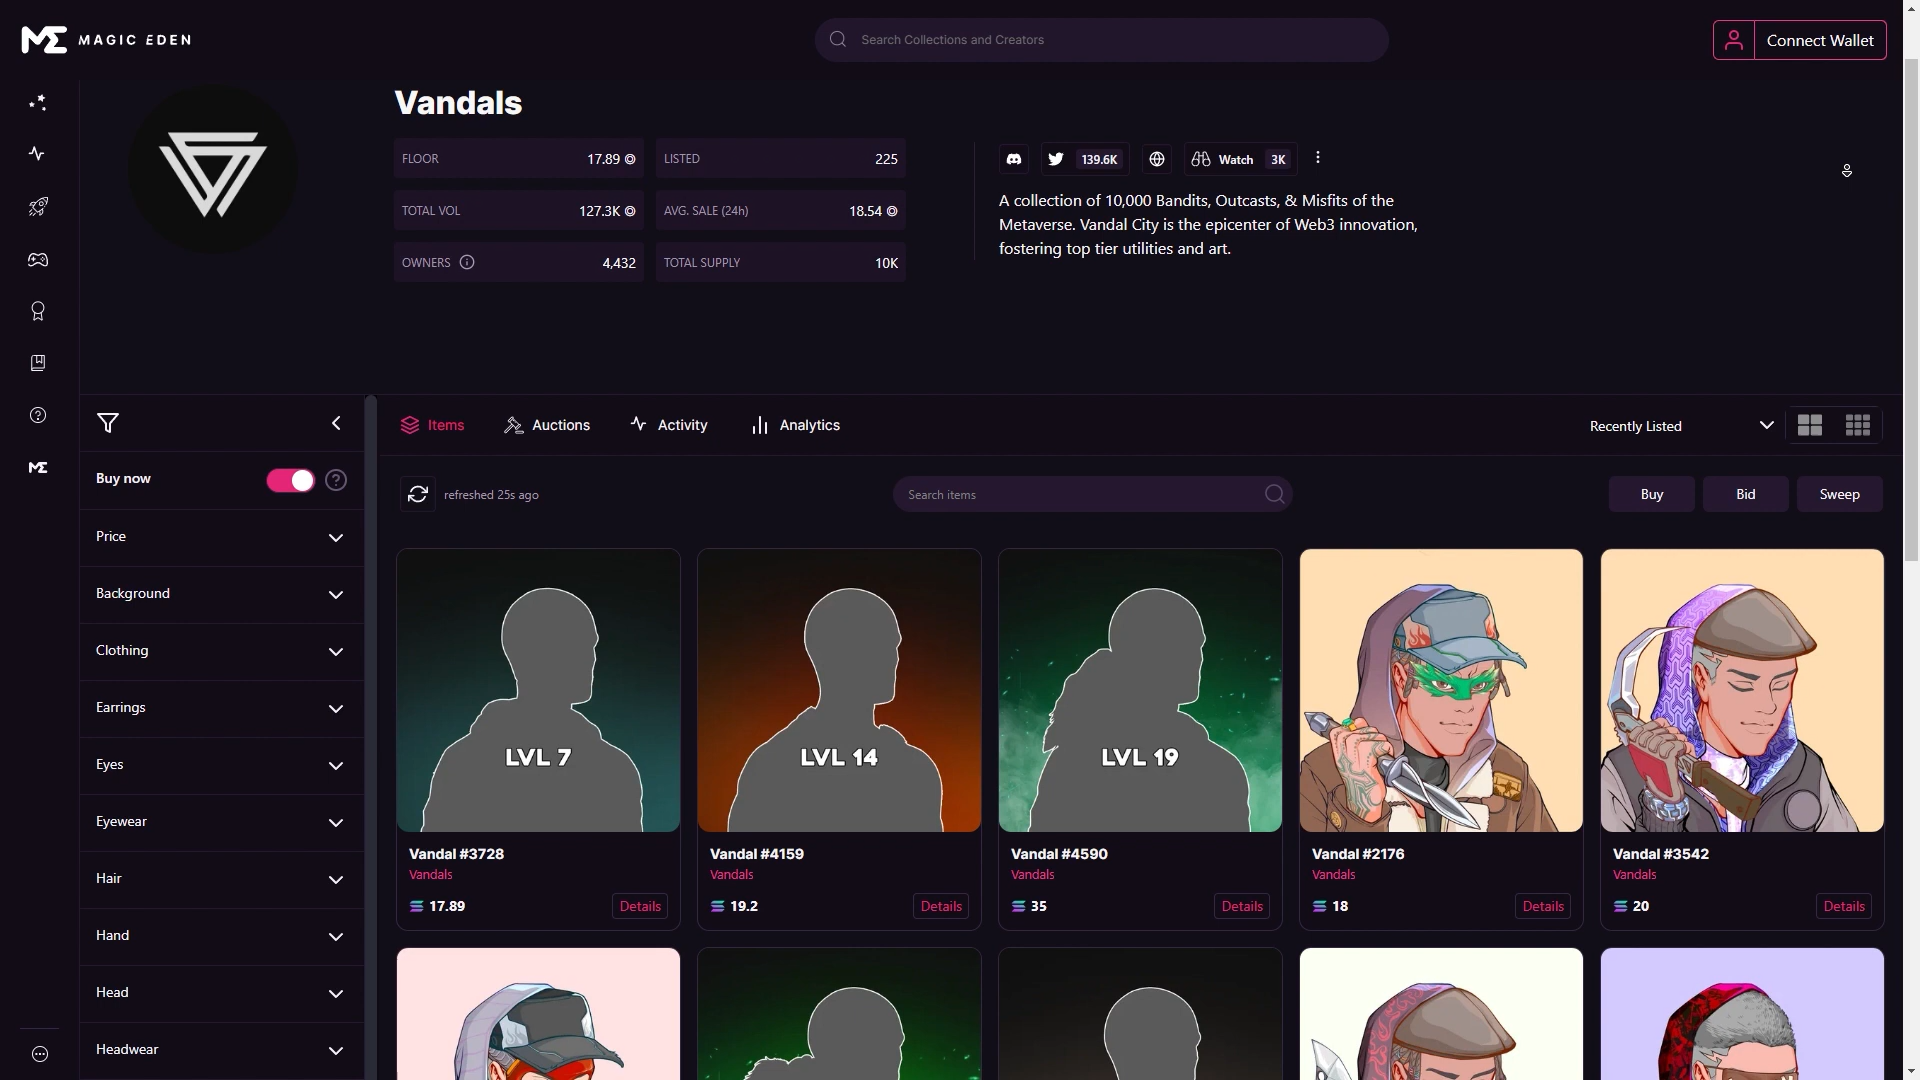 MAGIC EDEN
Search Collections and Creators
Connect Wallet
Vandals
FLOOR 17.89
LISTED 225
139.6K
Watch 3K
TOTAL VOL 127.3K
AVG. SALE (24h) 18.54
OWNERS 4,432
TOTAL SUPPLY 10K
A collection of 10,000 Bandits, Outcasts, & Misfits of the
Metaverse. Vandal City is the epicenter of Web3 innovation,
fostering top tier utilities and art.
Items
Auctions
Activity
Analytics
Recently Listed
Buy now
refreshed 25s ago
Search items
Buy
Bid
Sweep
Price
Background
Clothing
Earrings
Eyes
Eyewear
Hair
Hand
Head
Headwear
LVL 7
LVL 14
LVL 19
Vandal #3728
Vandals
17.89
Details
Vandal #4159
Vandals
19.2
Details
Vandal #4590
Vandals
35
Details
Vandal #2176
Vandals
18
Details
Vandal #3542
Vandals
20
Details